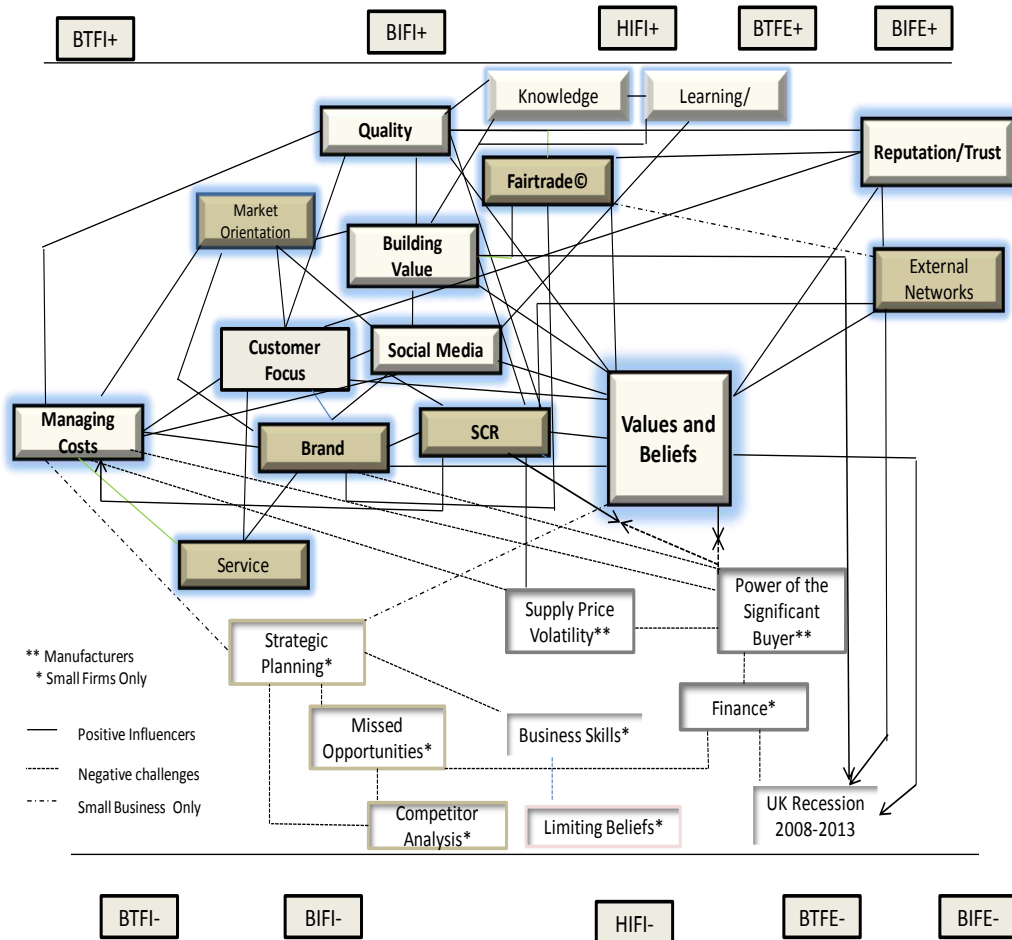 BTFI+
BIFI+
HIFI+
BTFE+
BIFE+
Knowledge
Learning/
Quality
Reputation/Trust
Fairtrade©
Market
Orientation
Building
Value
External
Networks
Customer
Focus
Social Media
Values and
Beliefs
Managing
Costs
Brand
SCR
Service
Supply Price
Volatility**
Power of the
Significant
Buyer**
Strategic
Planning*
** Manufacturers
* Small Firms Only
Finance*
Missed
Opportunities*
Business Skills*
Positive Influencers
Negative challenges
Small Business Only
Competitor
Analysis*
Limiting Beliefs*
UK Recession
2008-2013
BTFI-
BIFI-
HIFI-
BTFE-
BIFE-